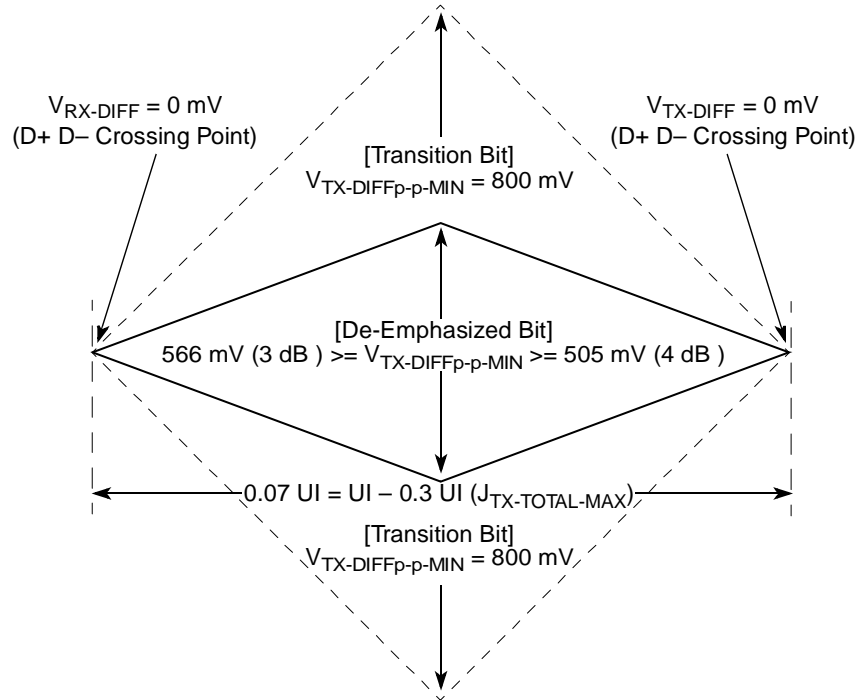 V_RX-DIFF = 0 mV
(D+ D– Crossing Point)
V_TX-DIFF = 0 mV
(D+ D– Crossing Point)
[Transition Bit]
V_TX-DIFFp-p-MIN = 800 mV
[De-Emphasized Bit]
566 mV (3 dB ) >= V_TX-DIFFp-p-MIN >= 505 mV (4 dB )
0.07 UI = UI – 0.3 UI (J_TX-TOTAL-MAX)
[Transition Bit]
V_TX-DIFFp-p-MIN = 800 mV